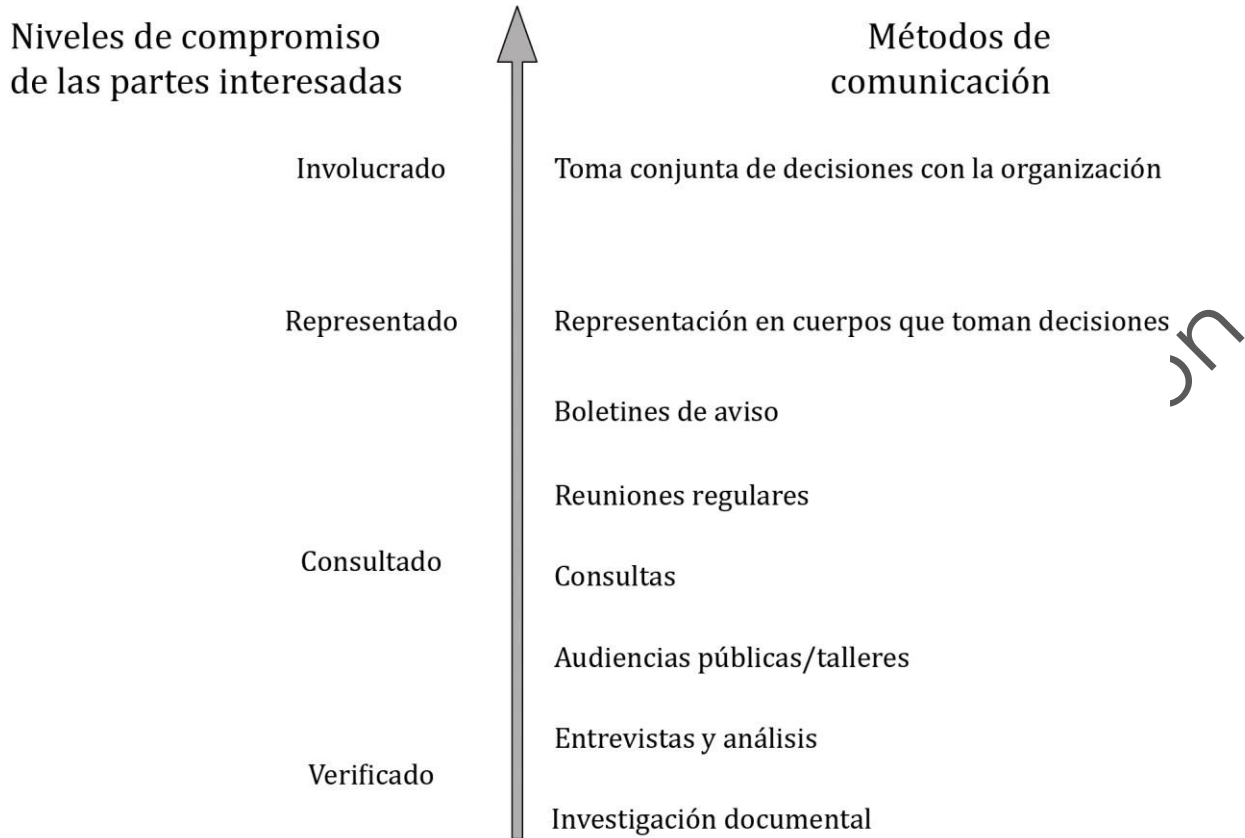 Niveles de compromiso
de las partes interesadas
Métodos de
comunicación
Involucrado
Toma conjunta de decisiones con la organización
Representado
Representación en cuerpos que toman decisiones
Boletines de aviso
Reuniones regulares
Consultado
Consultas
Audiencias públicas/talleres
Entrevistas y análisis
Verificado
Investigación documental